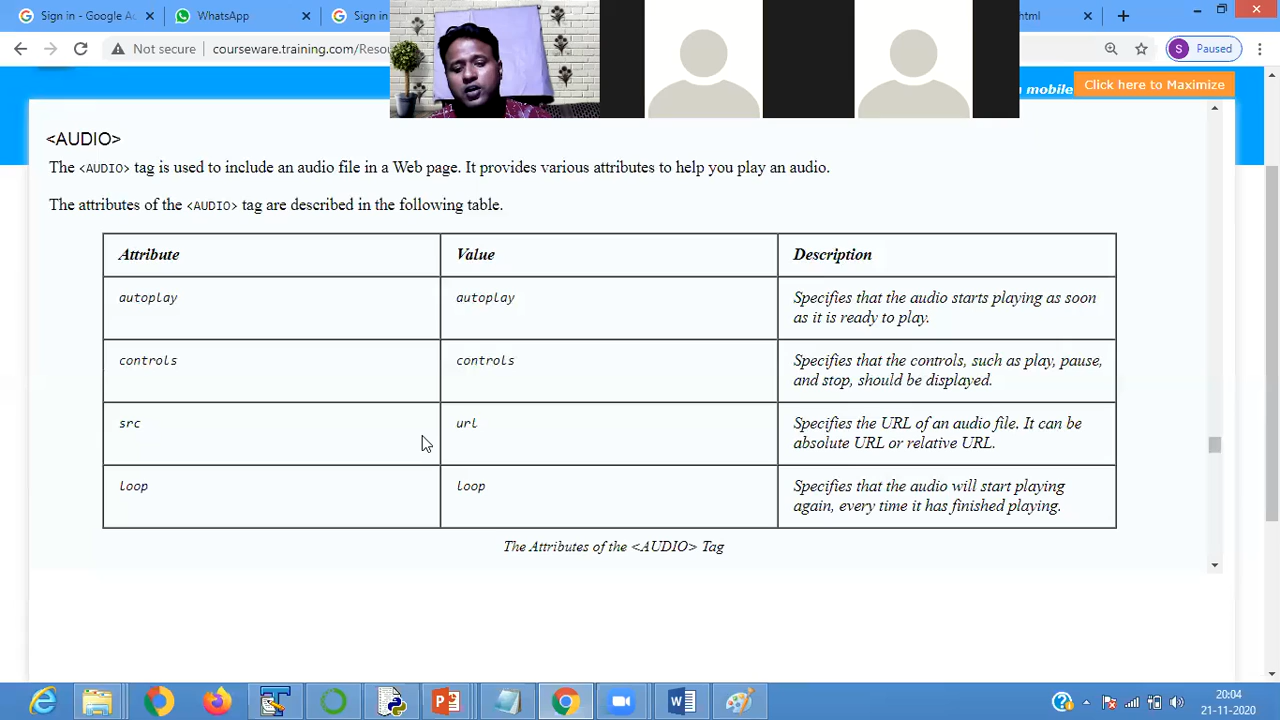 Sign in - Google A
WhatsApp
Sign in
html
Not secure
courseware.training.com/Resou
Paused
mobile
Click here to Maximize
<AUDIO>
The <AUDIO> tag is used to include an audio file in a Web page. It provides various attributes to help you play an audio.
The attributes of the <AUDIO> tag are described in the following table.
Attribute Value Description
autoplay autoplay Specifies that the audio starts playing as soon
as it is ready to play.
controls controls Specifies that the controls, such as play, pause,
and stop, should be displayed.
src url Specifies the URL of an audio file. It can be
absolute URL or relative URL.
loop loop Specifies that the audio will start playing
again, every time it has finished playing.
The Attributes of the <AUDIO> Tag
20:04
21-11-2020